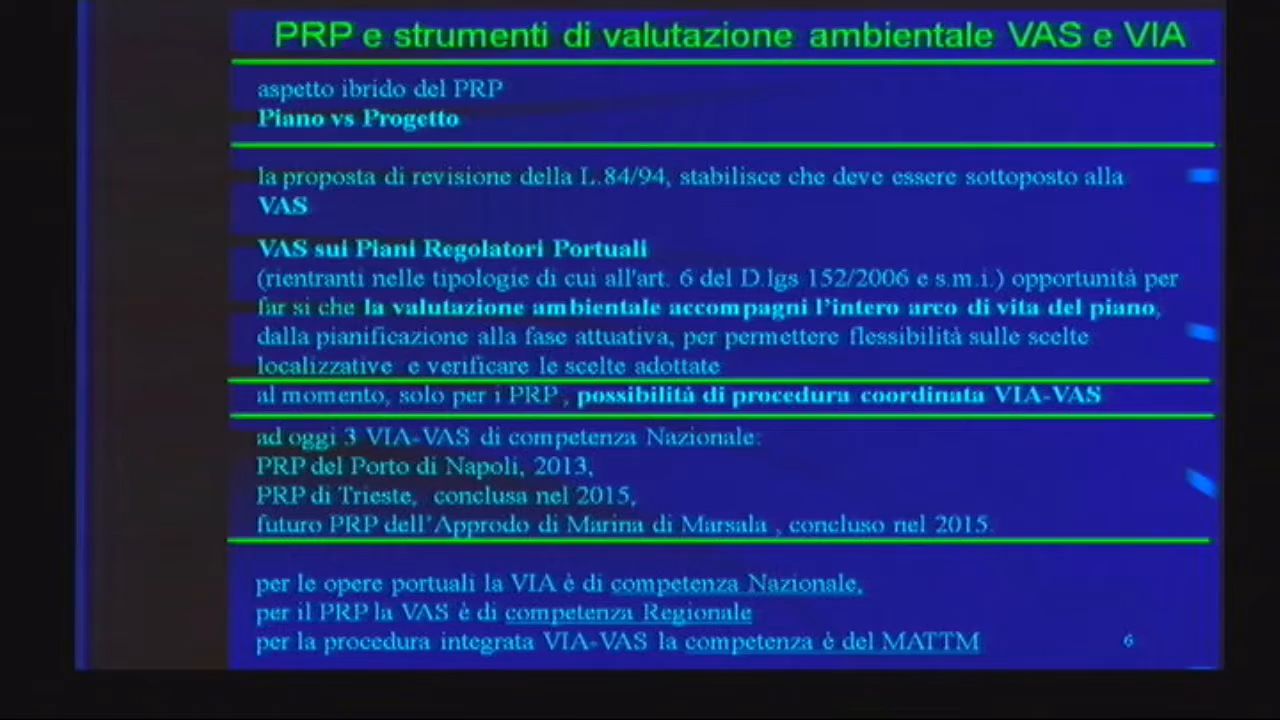 PRP e strumenti di valutazione ambientale VAS e VIA
aspetto ibrido del PRP
Piano vs Progetto
la proposta di revisione della L.84/94, stabilisce che deve essere sottoposto alla
VAS
VAS sui Piani Regolatori Portuali
(rientranti nelle tipologie di cui all'art. 6 del D.lgs 152/2006 e s.m.i.) opportunità per
far si che la valutazione ambientale accompagni l'intero arco di vita del piano,
dalla pianificazione alla fase attuativa, per permettere flessibilità sulle scelte
localizzative e verificare le scelte adottate
al momento, solo per i PRP , possibilità di procedura coordinata VIA-VAS
ad oggi 3 VIA-VAS di competenza Nazionale:
PRP del Porto di Napoli, 2013,
PRP di Trieste, conclusa nel 2015,
futuro PRP dell'Approdo di Marina di Marsala , concluso nel 2015.
per le opere portuali la VIA è di competenza Nazionale,
per il PRP la VAS è di competenza Regionale
per la procedura integrata VIA-VAS la competenza è del MATTM
6